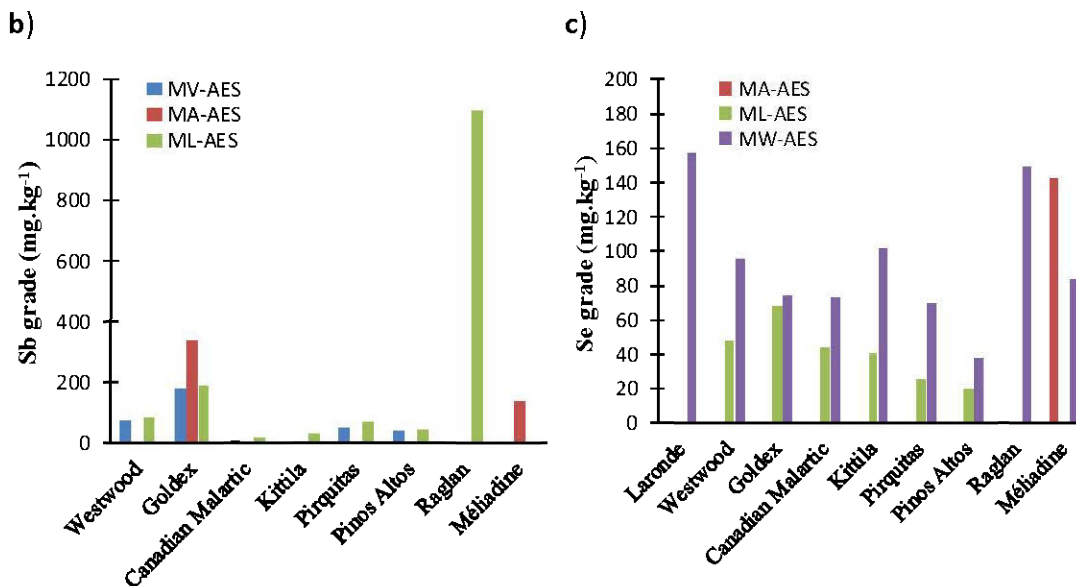 b)
1200
1000
800
600
400
200
0
Sb grade (mg.kg⁻¹)
MV-AES
MA-AES
ML-AES
Westwood
Goldex
Canadian Malartic
Kittila
Pirquitas
Pinos Altos
Raglan
Méliadine
c)
200
180
160
140
120
100
80
60
40
20
0
Se grade (mg.kg⁻¹)
MA-AES
ML-AES
MW-AES
Laronde
Westwood
Goldex
Canadian Malartic
Kittila
Pirquitas
Pinos Altos
Raglan
Méliadine